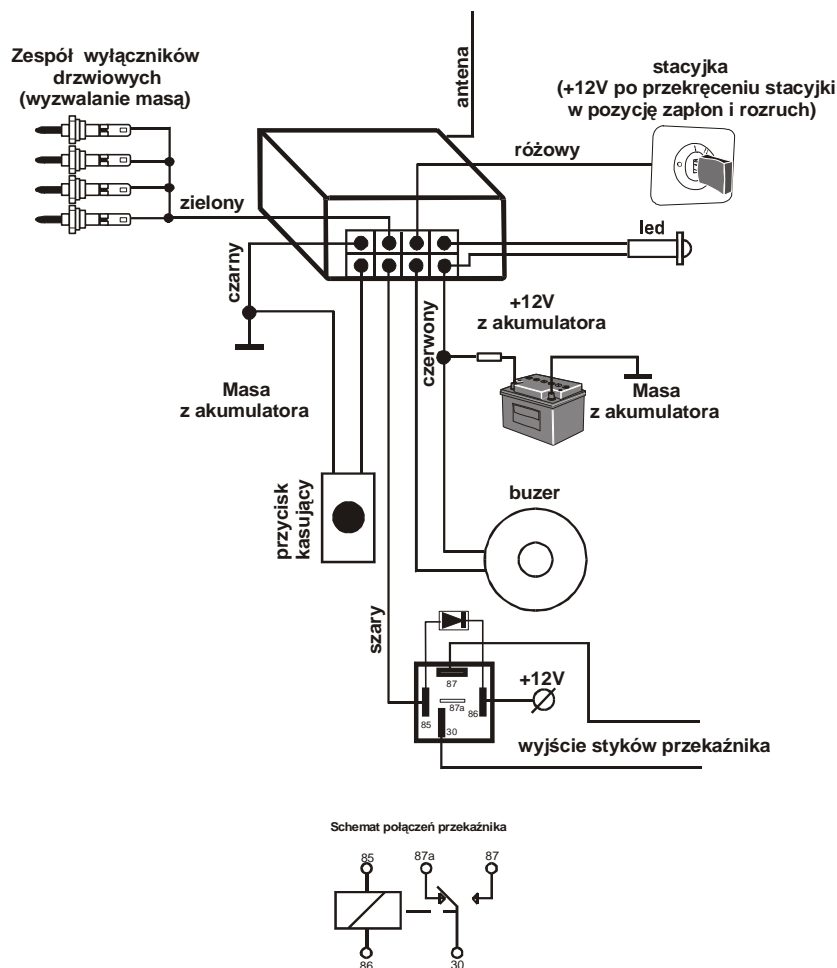 Zespół wyłączników
drzwiowych
(wyzwalanie masą)
antena
stacyjka
(+12V po przekręceniu stacyjki
w pozycję zapłon i rozruch)
różowy
zielony
led
czarny
czerwony
+12V
z akumulatora
Masa
z akumulatora
Masa
z akumulatora
przycisk
kasujący
buzer
szary
87
87a
85
86
30
+12V
wyjście styków przekaźnika
Schemat połączeń przekaźnika
85
87a
87
86
30